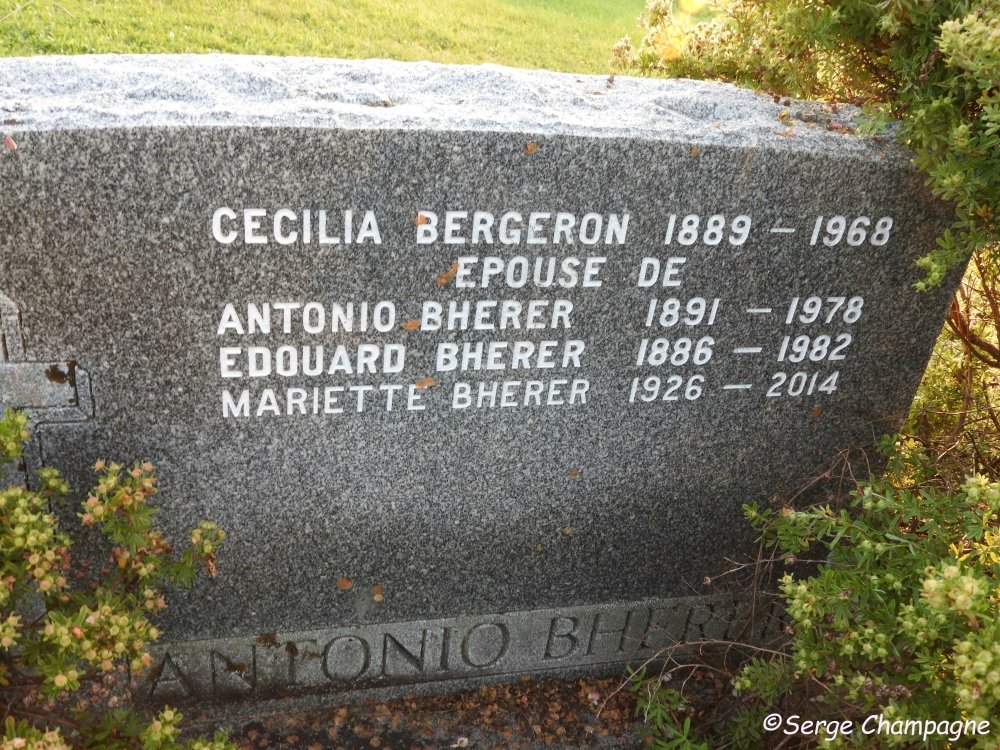 CECILIA BERGERON 1889 - 1968
EPOUSE DE
ANTONIO BHERER 1891 - 1978
EDOUARD BHERER 1886 - 1982
MARIETTE BHERER 1926 - 2014
ANTONIO BHERER
©Serge Champagne